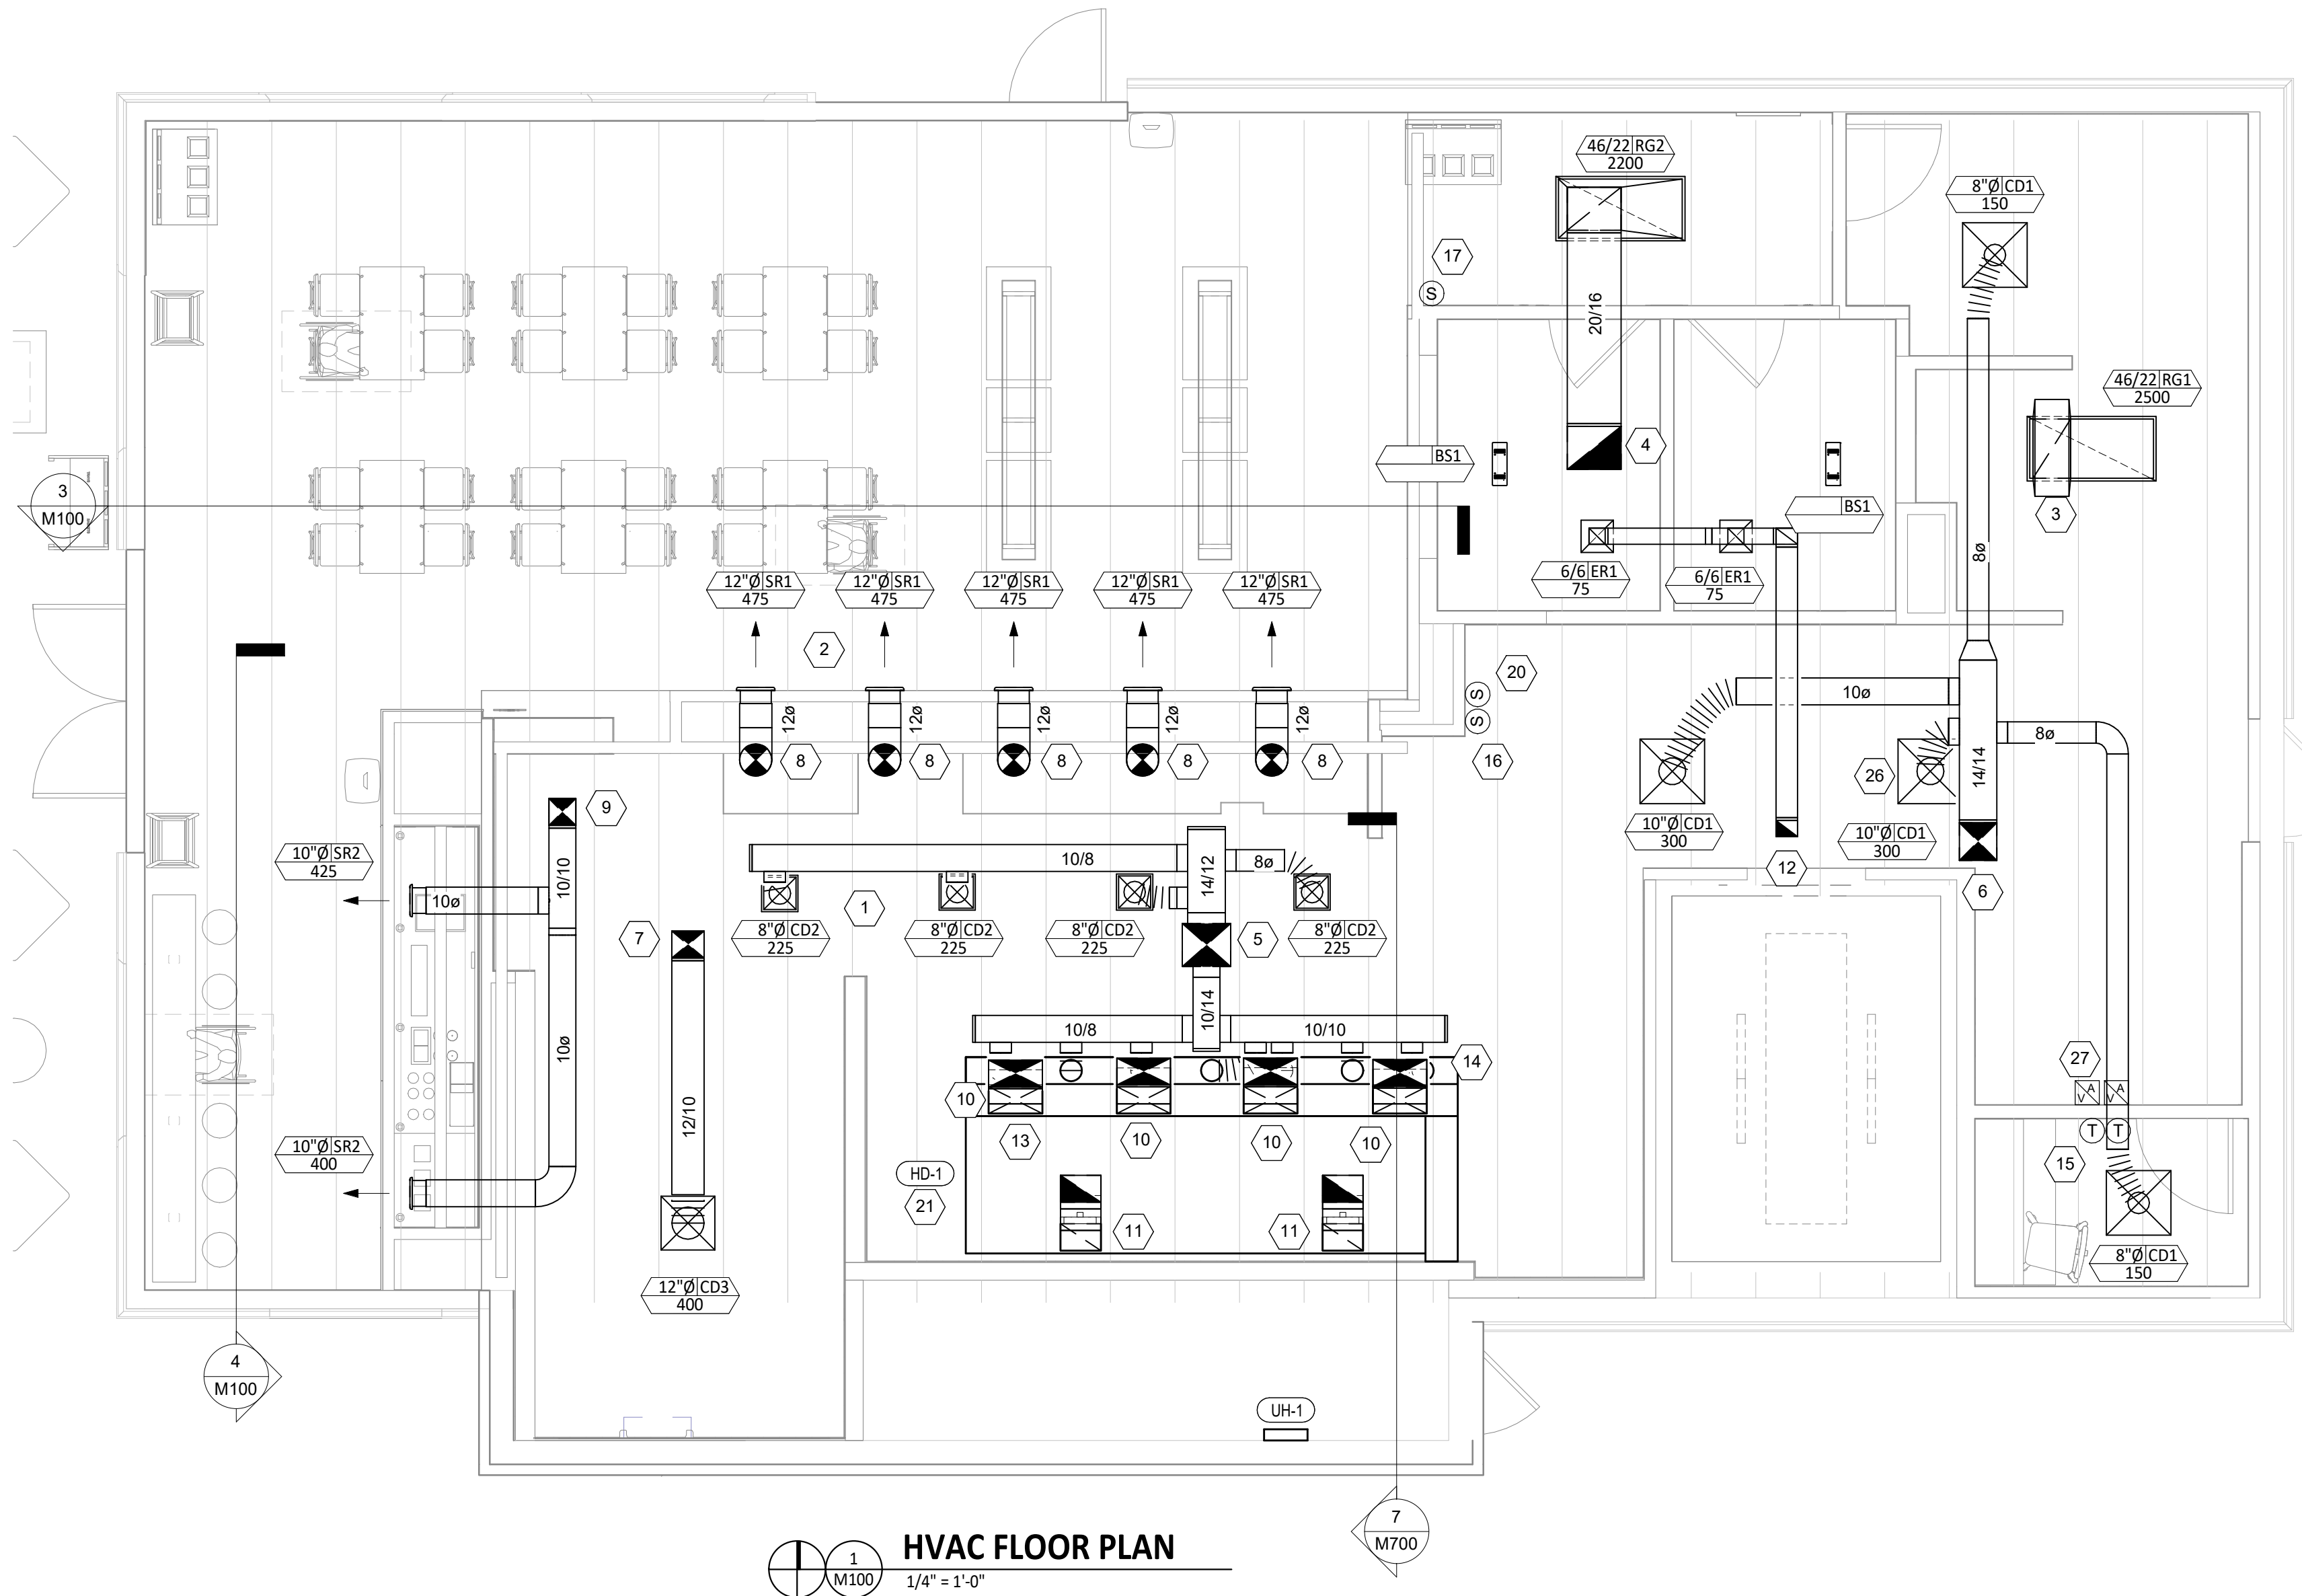 46/22 RG2
2200
8"Ø CD1
150
17
S
20/16
46/22 RG1
2500
4
BS1
3
M100
BS1
3
8ø
6/6 ER1
75
6/6 ER1
75
12"Ø SR1
475
12"Ø SR1
475
12"Ø SR1
475
12"Ø SR1
475
12"Ø SR1
475
2
20
S
S
12ø
12ø
12ø
12ø
12ø
10ø
8ø
8
8
8
8
8
16
26
14/14
9
10"Ø CD1
300
10"Ø CD1
300
10"Ø SR2
425
10/10
10/8
14/12
8ø
12
6
10ø
1
7
8"Ø CD2
225
8"Ø CD2
225
8"Ø CD2
225
5
8"Ø CD2
225
10/14
10/8
10/10
10ø
14
27
A
V
A
V
10
12/10
13
10
10
10
T
T
10"Ø SR2
400
HD-1
21
15
11
11
8"Ø CD1
150
12"Ø CD3
400
4
M100
UH-1
7
M700
1
M100
HVAC FLOOR PLAN
1/4" = 1'-0"